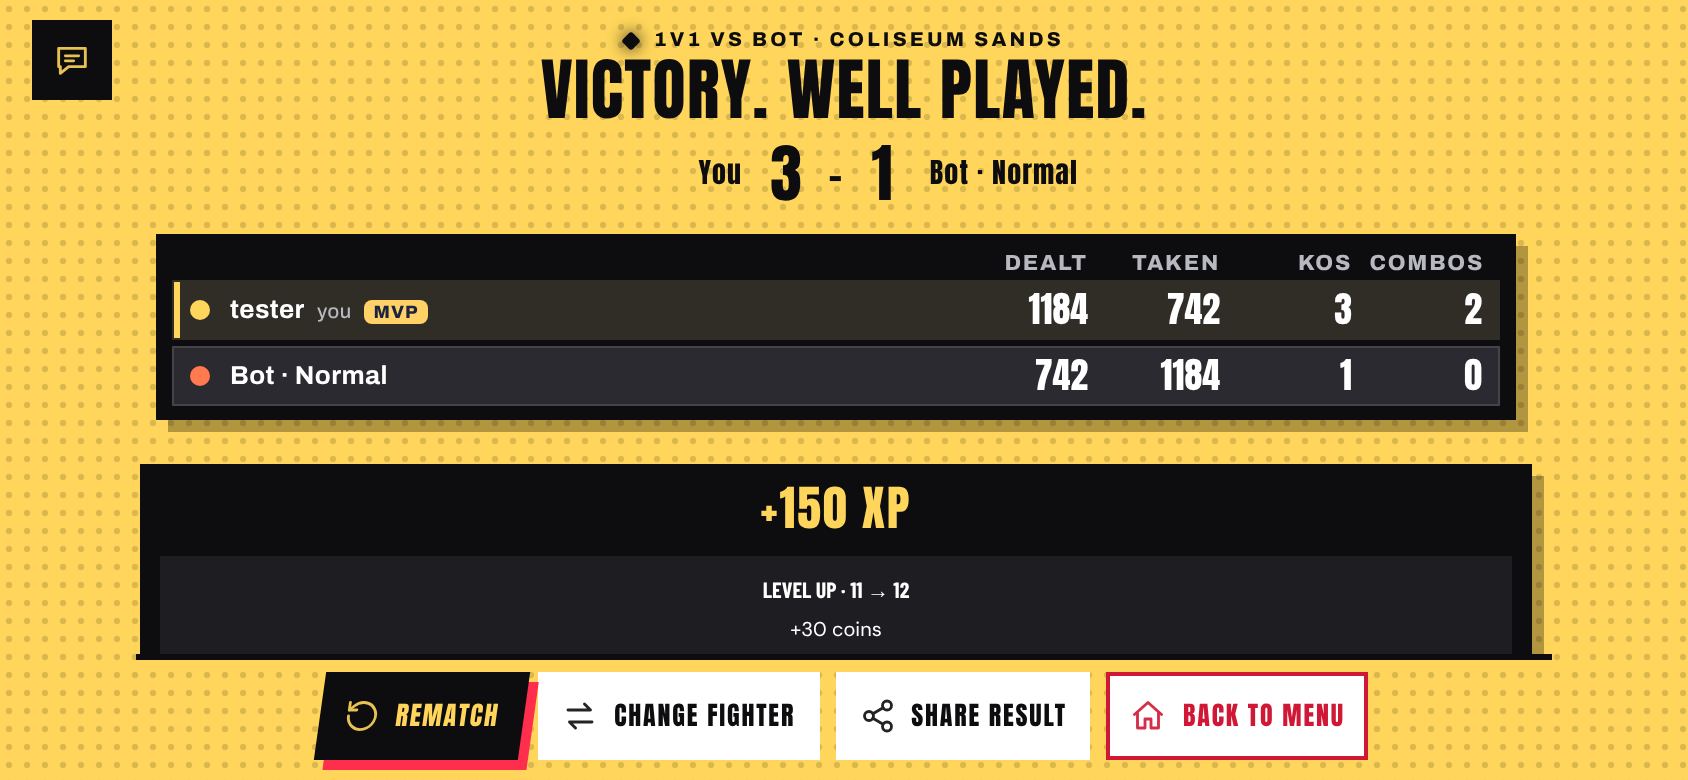 1V1 VS BOT · COLISEUM SANDS
VICTORY. WELL PLAYED.
You 3 - 1 Bot · Normal
DEALT TAKEN KOS COMBOS
tester you MVP 1184 742 3 2
Bot · Normal 742 1184 1 0
+150 XP
LEVEL UP · 11 → 12
+30 coins
REMATCH CHANGE FIGHTER SHARE RESULT BACK TO MENU